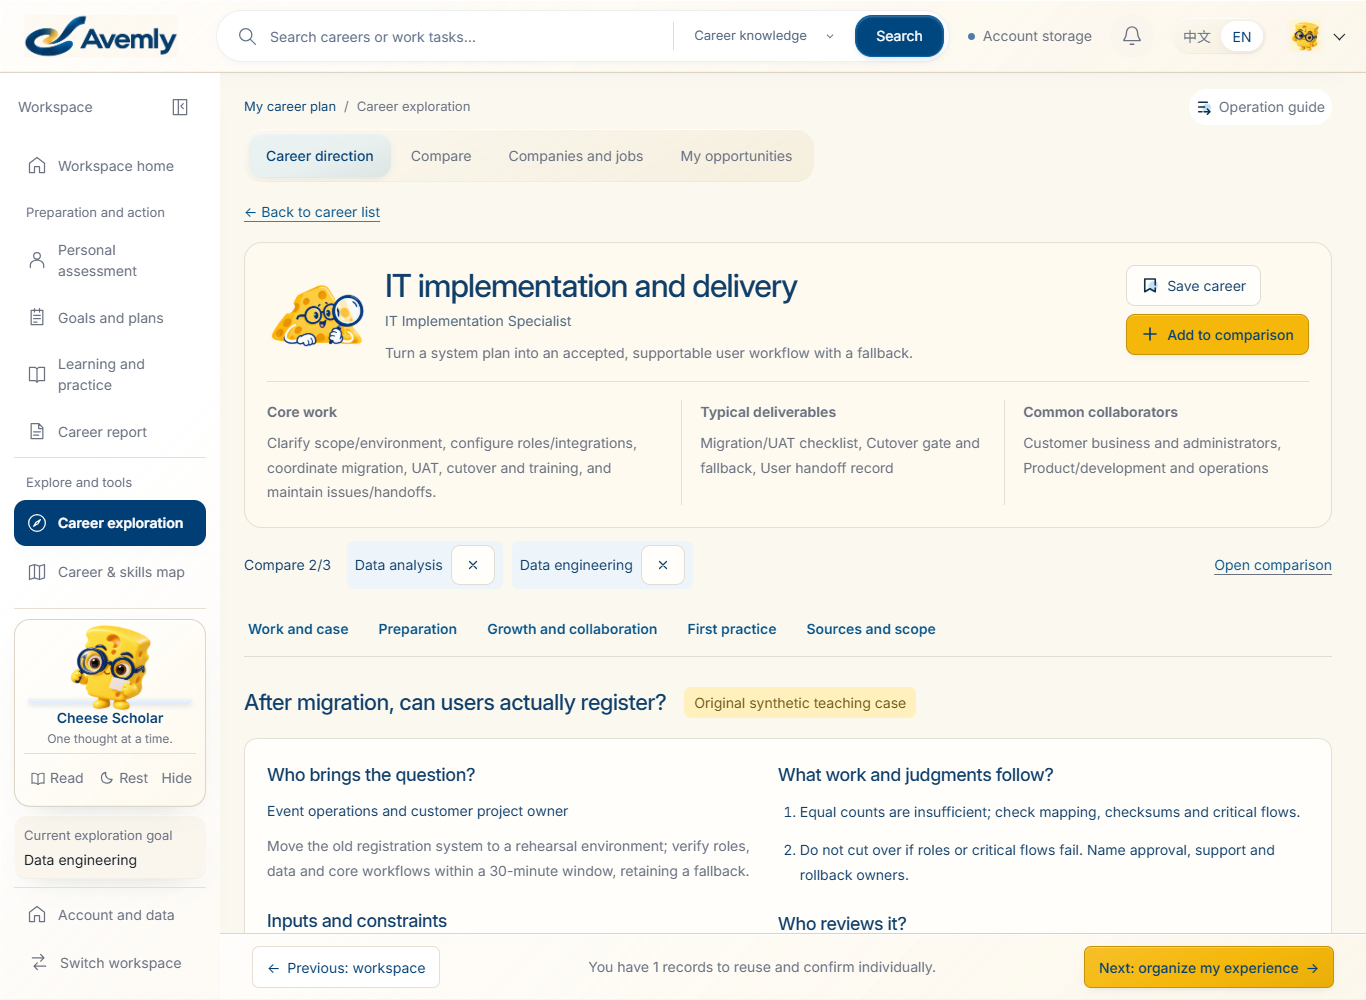 Avemly
Search careers or work tasks...
Career knowledge
Search
Account storage
中文
EN
Workspace
Workspace home
Preparation and action
Personal
assessment
Goals and plans
Learning and
practice
Career report
Explore and tools
Career exploration
Career & skills map
Cheese Scholar
One thought at a time.
Read
Rest
Hide
Current exploration goal
Data engineering
Account and data
Switch workspace
My career plan / Career exploration
Operation guide
Career direction
Compare
Companies and jobs
My opportunities
← Back to career list
IT implementation and delivery
IT Implementation Specialist
Turn a system plan into an accepted, supportable user workflow with a fallback.
Save career
+ Add to comparison
Core work
Clarify scope/environment, configure roles/integrations,
coordinate migration, UAT, cutover and training, and
maintain issues/handoffs.
Typical deliverables
Migration/UAT checklist, Cutover gate and
fallback, User handoff record
Common collaborators
Customer business and administrators,
Product/development and operations
Compare 2/3
Data analysis ×
Data engineering ×
Open comparison
Work and case
Preparation
Growth and collaboration
First practice
Sources and scope
After migration, can users actually register?
Original synthetic teaching case
Who brings the question?
Event operations and customer project owner
Move the old registration system to a rehearsal environment; verify roles,
data and core workflows within a 30-minute window, retaining a fallback.
Inputs and constraints
What work and judgments follow?
1. Equal counts are insufficient; check mapping, checksums and critical flows.
2. Do not cut over if roles or critical flows fail. Name approval, support and
rollback owners.
Who reviews it?
← Previous: workspace
You have 1 records to reuse and confirm individually.
Next: organize my experience →